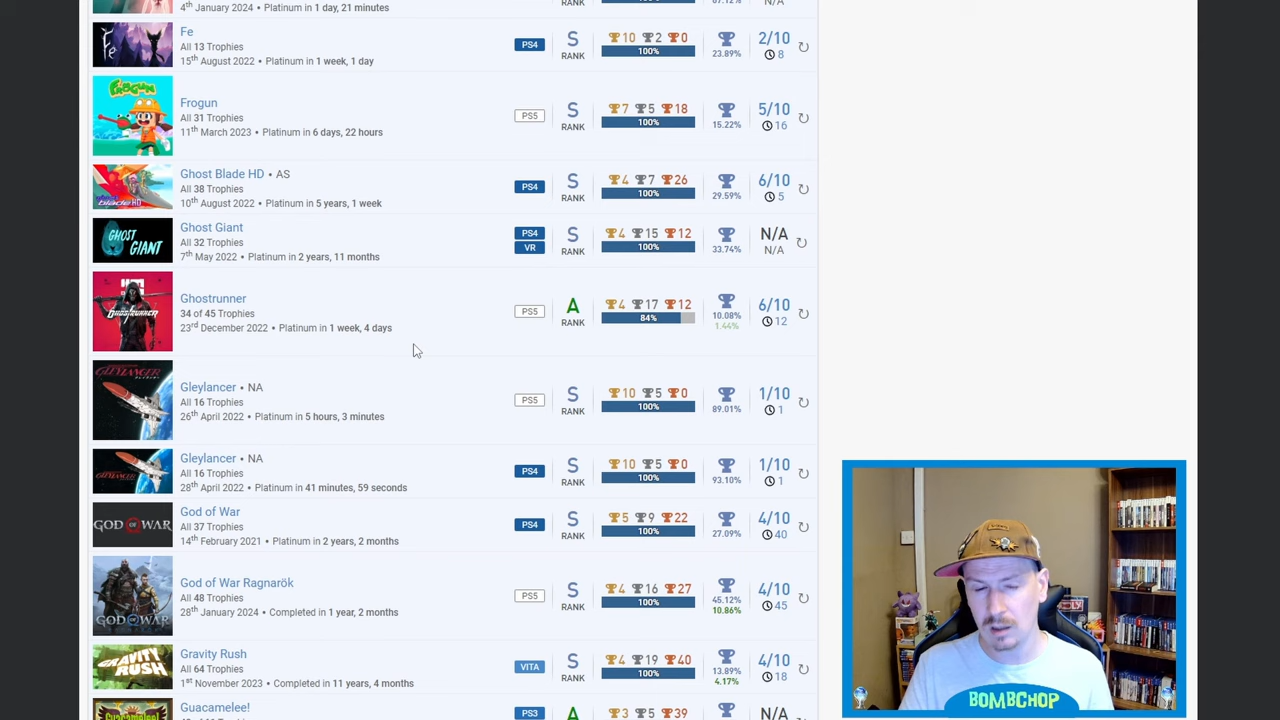 4th January 2024 • Platinum in 1 day, 21 minutes
N/A
Fe
All 13 Trophies
15th August 2022 • Platinum in 1 week, 1 day
PS4
S
RANK
10 2 0
100%
23.89%
2/10
8
FROGUN
Frogun
All 31 Trophies
11th March 2023 • Platinum in 6 days, 22 hours
PS5
S
RANK
7 5 18
100%
15.22%
5/10
16
Ghost Blade HD • AS
All 38 Trophies
10th August 2022 • Platinum in 5 years, 1 week
PS4
S
RANK
4 7 26
100%
29.59%
6/10
5
GHOST
GIANT
Ghost Giant
All 32 Trophies
7th May 2022 • Platinum in 2 years, 11 months
PS4
VR
S
RANK
4 15 12
100%
33.74%
N/A
N/A
GHOSTRUNNER
Ghostrunner
34 of 45 Trophies
23rd December 2022 • Platinum in 1 week, 4 days
PS5
A
RANK
4 17 12
84%
10.08%
1.44%
6/10
12
GLEYLANCER
Gleylancer • NA
All 16 Trophies
26th April 2022 • Platinum in 5 hours, 3 minutes
PS5
S
RANK
10 5 0
100%
89.01%
1/10
1
Gleylancer • NA
All 16 Trophies
28th April 2022 • Platinum in 41 minutes, 59 seconds
PS4
S
RANK
10 5 0
100%
93.10%
1/10
1
GOD OF WAR
God of War
All 37 Trophies
14th February 2021 • Platinum in 2 years, 2 months
PS4
S
RANK
5 9 22
100%
27.09%
4/10
40
GOD OF WAR
God of War Ragnarök
All 48 Trophies
28th January 2024 • Completed in 1 year, 2 months
PS5
S
RANK
4 16 27
100%
45.12%
10.86%
4/10
45
GRAVITY
RUSH
Gravity Rush
All 64 Trophies
1st November 2023 • Completed in 11 years, 4 months
VITA
S
RANK
4 19 40
100%
13.89%
4.17%
4/10
18
Guacamelee!
PS3
A
3 5 39
N/A
BOMBCHOP